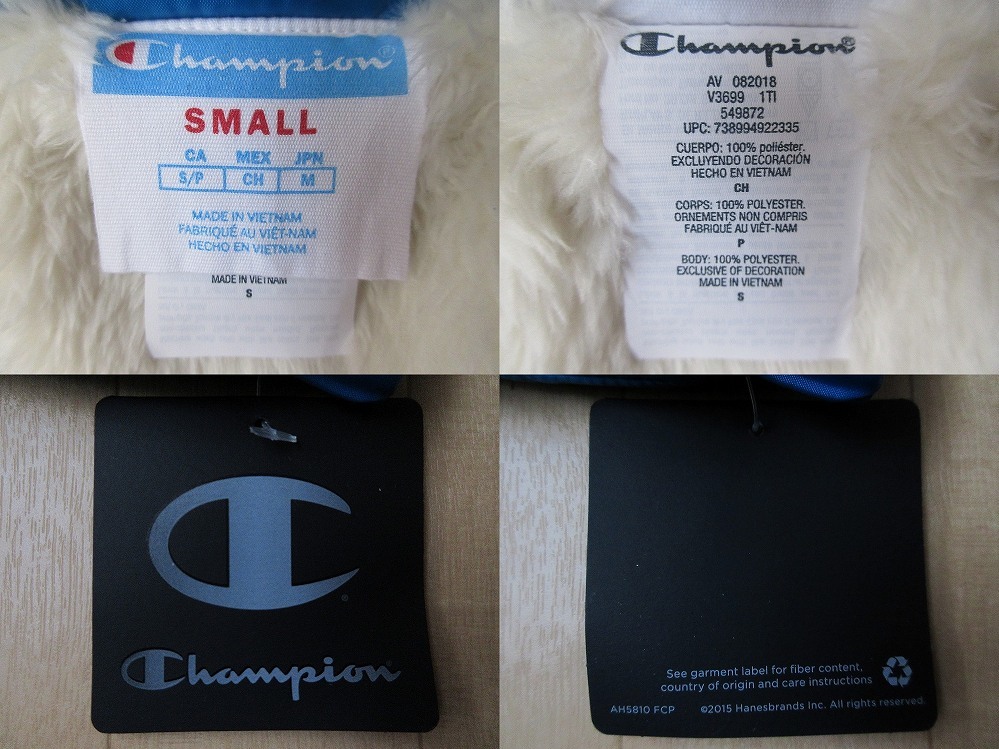 Champion®
SMALL
CA MEX JPN
S/P CH M
MADE IN VIETNAM
FABRIQUÉ AU VIÊT-NAM
HECHO EN VIETNAM
MADE IN VIETNAM
S
Champion®
AV 082018
V3699 1TI
549872
UPC: 738994922335
CUERPO: 100% poliéster.
EXCLUYENDO DECORACIÓN
HECHO EN VIETNAM
CH
CORPS: 100% POLYESTER.
ORNEMENTS NON COMPRIS
FABRIQUÉ AU VIÊT-NAM
P
BODY: 100% POLYESTER.
EXCLUSIVE OF DECORATION
MADE IN VIETNAM
S
Champion
See garment label for fiber content,
country of origin and care instructions
AH5810 FCP ©2015 Hanesbrands Inc. All rights reserved.